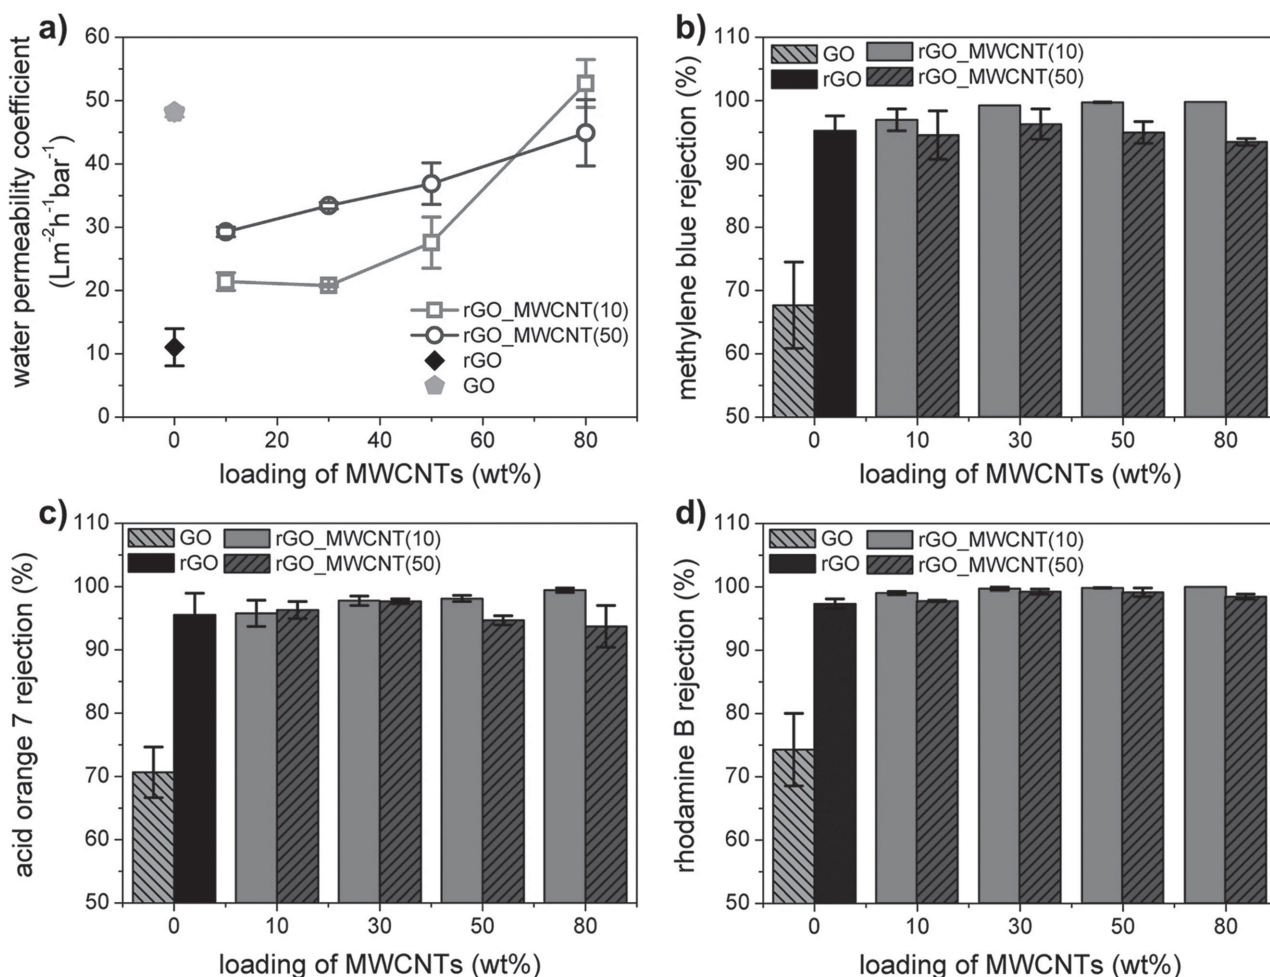 a)
water permeability coefficient
(Lm⁻²h⁻¹bar⁻¹)
60
50
40
30
20
10
0
rGO_MWCNT(10)
rGO_MWCNT(50)
rGO
GO
0 20 40 60 80
loading of MWCNTs (wt%)
b)
methylene blue rejection (%)
110
100
90
80
70
60
50
GO rGO_MWCNT(10)
rGO rGO_MWCNT(50)
0 10 30 50 80
loading of MWCNTs (wt%)
c)
acid orange 7 rejection (%)
110
100
90
80
70
60
50
GO rGO_MWCNT(10)
rGO rGO_MWCNT(50)
0 10 30 50 80
loading of MWCNTs (wt%)
d)
rhodamine B rejection (%)
110
100
90
80
70
60
50
GO rGO_MWCNT(10)
rGO rGO_MWCNT(50)
0 10 30 50 80
loading of MWCNTs (wt%)